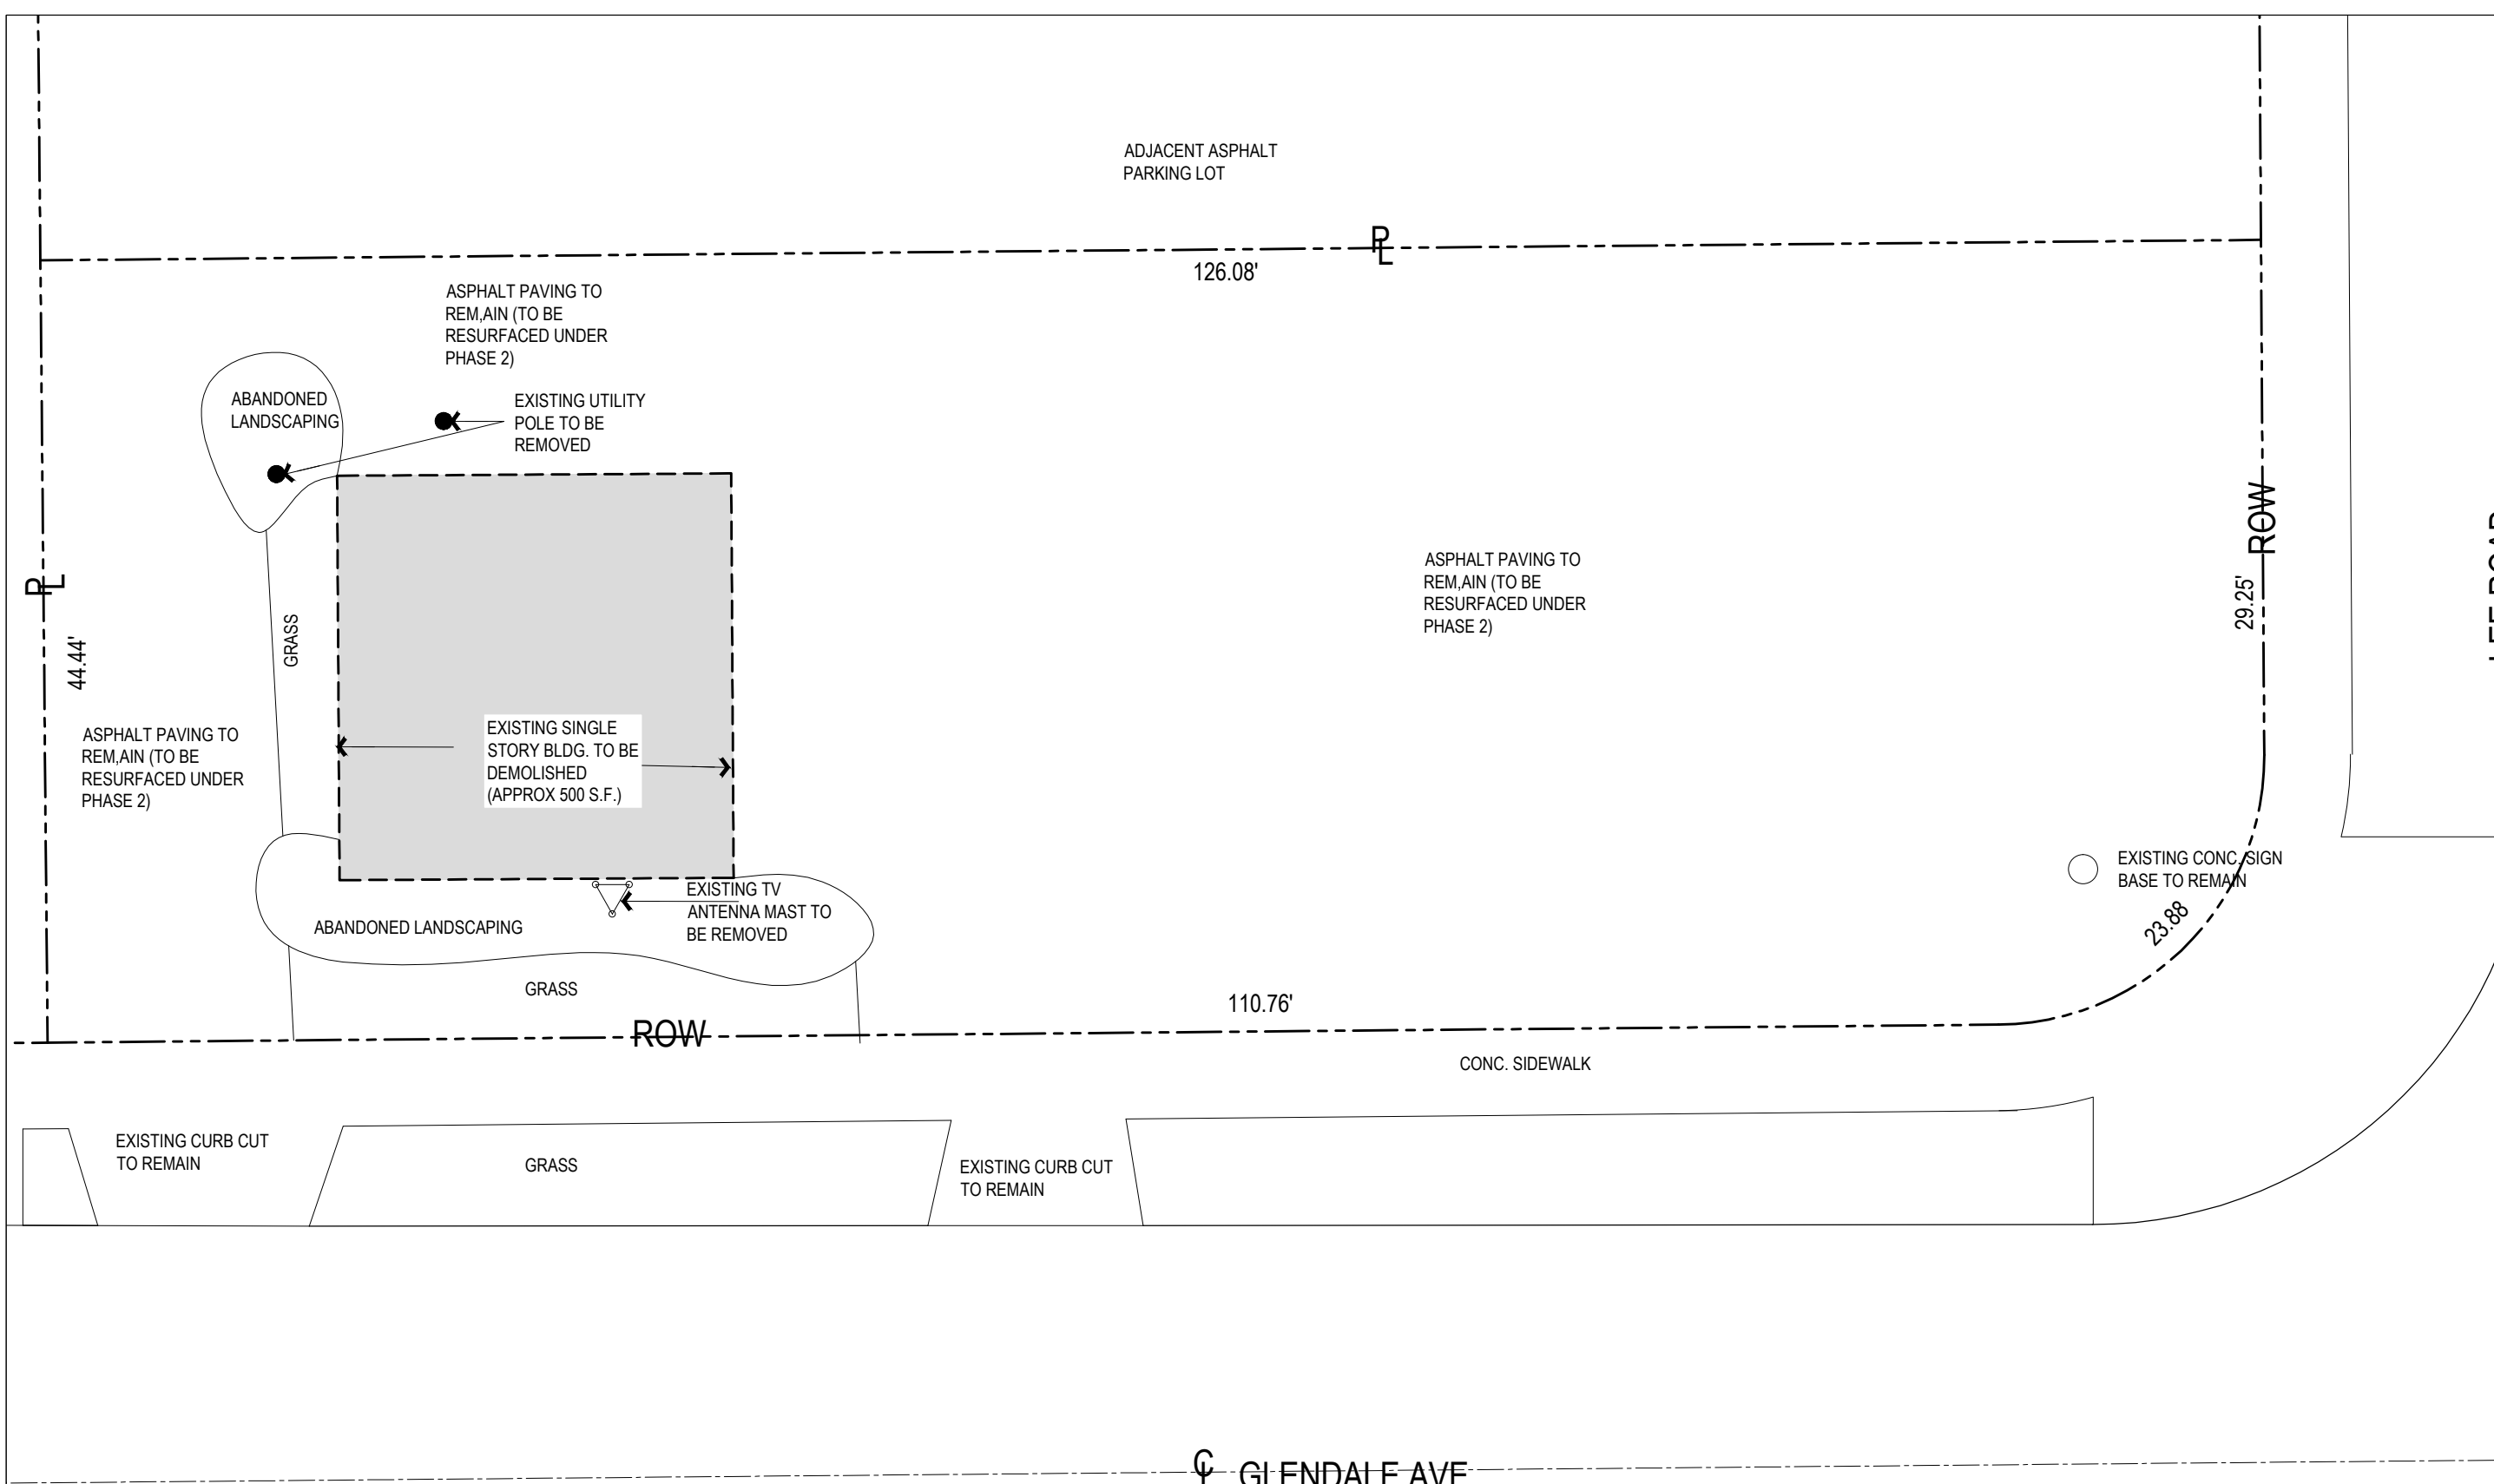 ADJACENT ASPHALT
PARKING LOT
PL
126.08'
ASPHALT PAVING TO
REM,AIN (TO BE
RESURFACED UNDER
PHASE 2)
ABANDONED
LANDSCAPING
EXISTING UTILITY
POLE TO BE
REMOVED
ROW
29.25'
ASPHALT PAVING TO
REM,AIN (TO BE
RESURFACED UNDER
PHASE 2)
PL
44.44'
GRASS
ASPHALT PAVING TO
REM,AIN (TO BE
RESURFACED UNDER
PHASE 2)
EXISTING SINGLE
STORY BLDG. TO BE
DEMOLISHED
(APPROX 500 S.F.)
EXISTING CONC. SIGN
BASE TO REMAIN
23.88
EXISTING TV
ANTENNA MAST TO
BE REMOVED
ABANDONED LANDSCAPING
GRASS
110.76'
ROW
CONC. SIDEWALK
EXISTING CURB CUT
TO REMAIN
GRASS
EXISTING CURB CUT
TO REMAIN
CL GLENDALE AVE